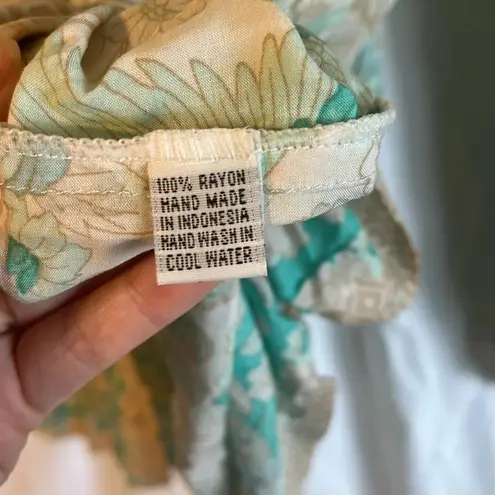 100% RAYON
HAND MADE
IN INDONESIA
HAND WASH IN
COOL WATER